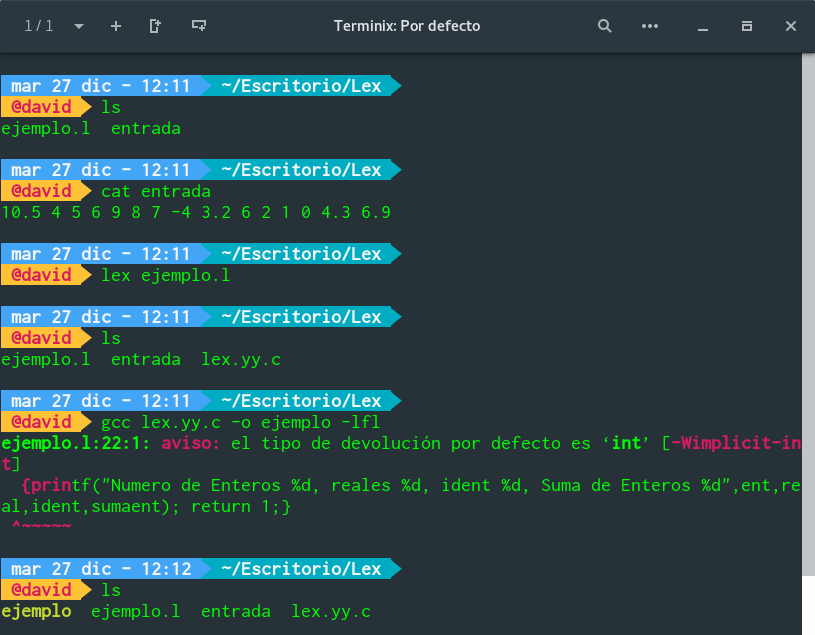 1 / 1 Terminix: Por defecto
mar 27 dic - 12:11 ~/Escritorio/Lex
@david ls
ejemplo.l entrada
mar 27 dic - 12:11 ~/Escritorio/Lex
@david cat entrada
10.5 4 5 6 9 8 7 -4 3.2 6 2 1 0 4.3 6.9
mar 27 dic - 12:11 ~/Escritorio/Lex
@david lex ejemplo.l
mar 27 dic - 12:11 ~/Escritorio/Lex
@david ls
ejemplo.l entrada lex.yy.c
mar 27 dic - 12:11 ~/Escritorio/Lex
@david gcc lex.yy.c -o ejemplo -lfl
ejemplo.l:22:1: aviso: el tipo de devolución por defecto es ‘int’ [-Wimplicit-in
t]
{printf("Numero de Enteros %d, reales %d, ident %d, Suma de Enteros %d",ent,re
al,ident,sumaent); return 1;}
^~~~~~
mar 27 dic - 12:12 ~/Escritorio/Lex
@david ls
ejemplo ejemplo.l entrada lex.yy.c